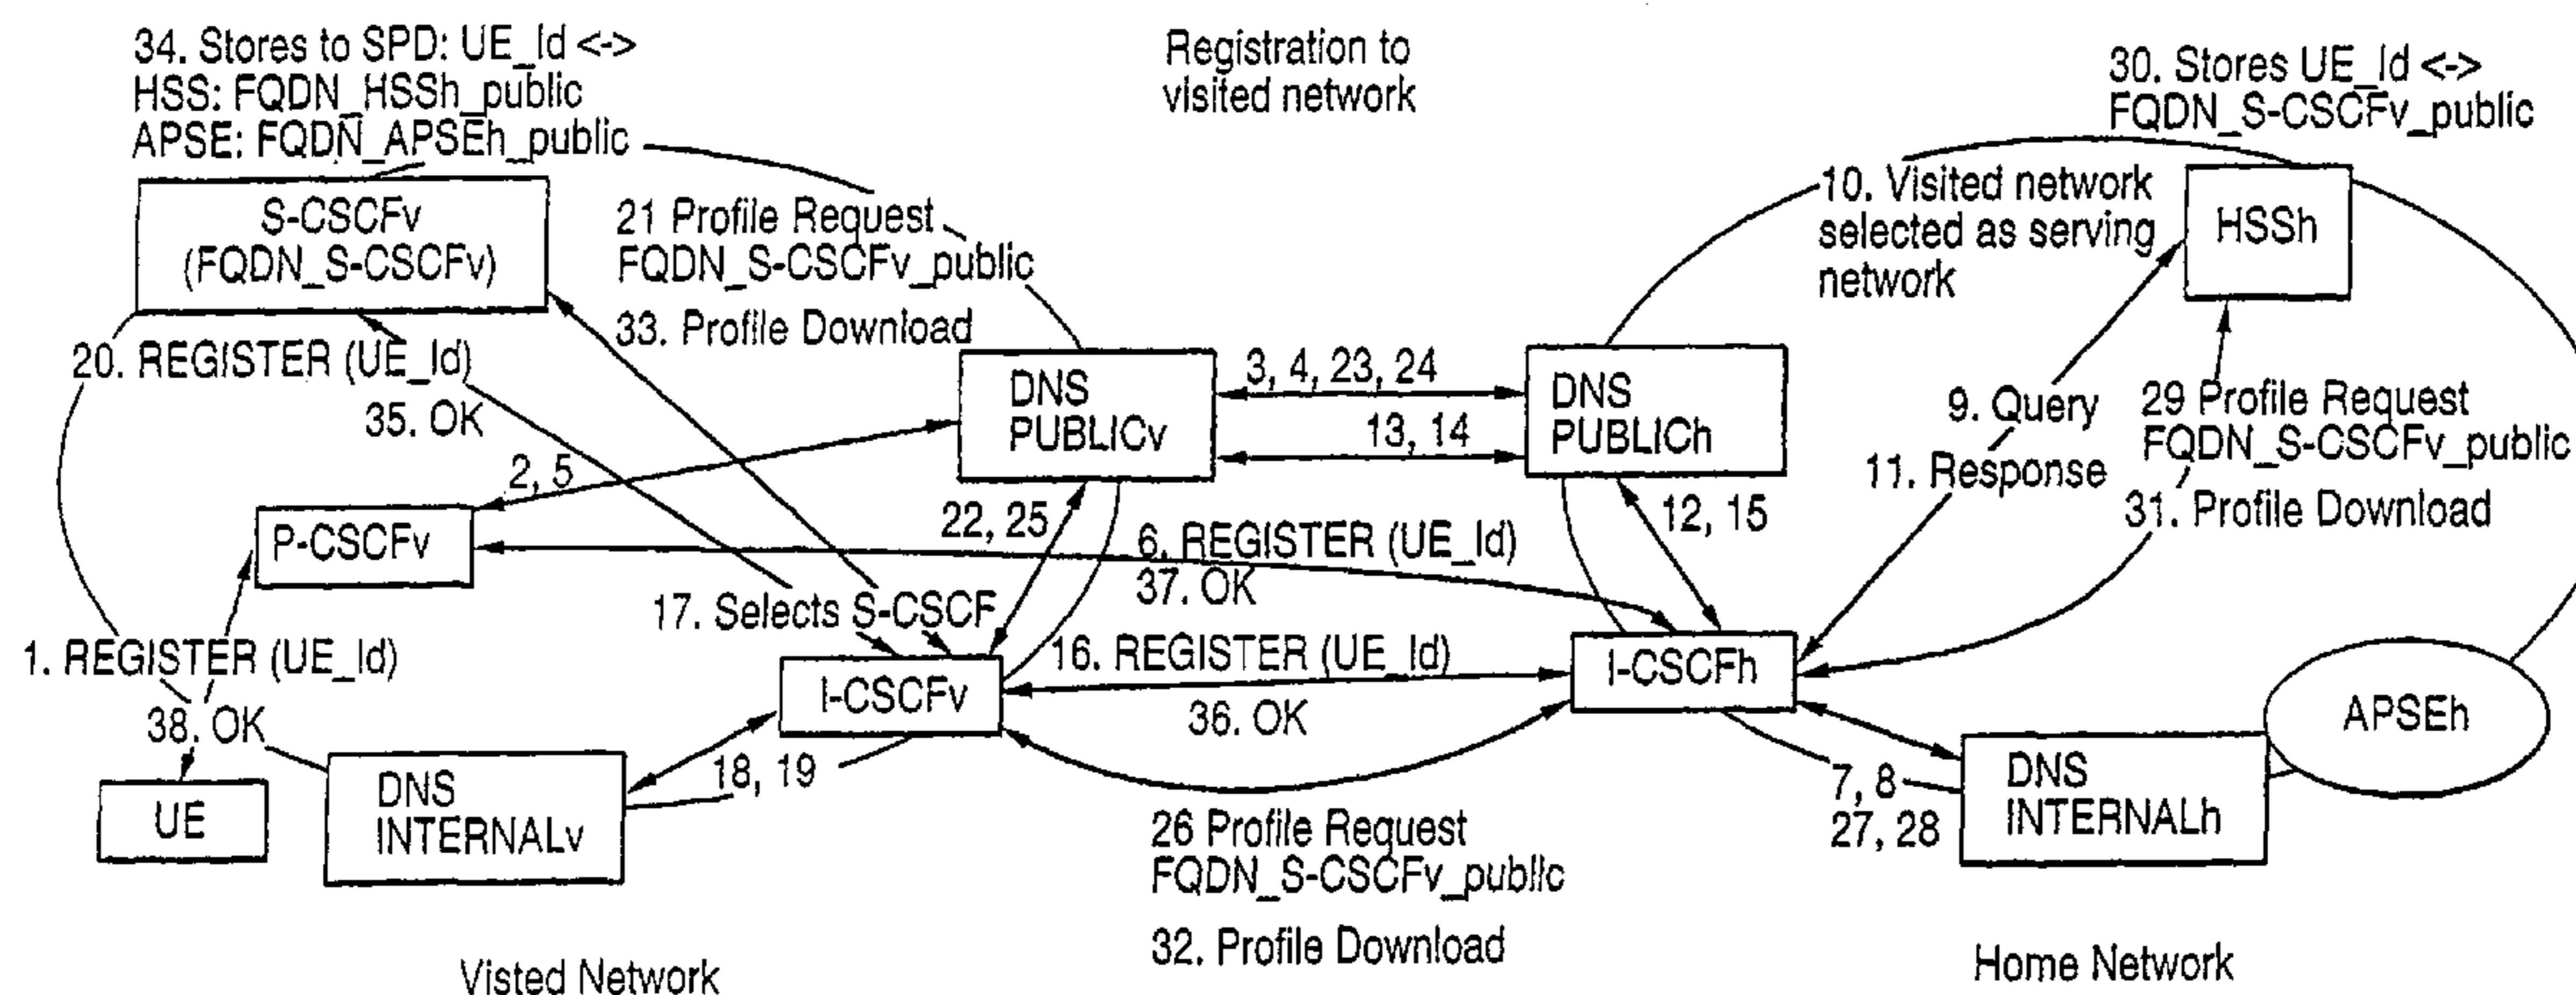 34. Stores to SPD: UE_Id <->
HSS: FQDN_HSSh_public
APSE: FQDN_APSEh_public
Registration to
visited network
30. Stores UE_Id <->
FQDN_S-CSCFv_public
S-CSCFv
(FQDN_S-CSCFv)
21 Profile Request
FQDN_S-CSCFv_public
33. Profile Download
10. Visited network
selected as serving
network
HSSh
20. REGISTER (UE_Id)
35. OK
DNS
PUBLICv
3, 4, 23, 24
13, 14
DNS
PUBLICh
9. Query
11. Response
29 Profile Request
FQDN_S-CSCFv_public
31. Profile Download
2, 5
P-CSCFv
22, 25
6. REGISTER (UE_Id)
37. OK
12, 15
17. Selects S-CSCF
1. REGISTER (UE_Id)
38. OK
I-CSCFv
16. REGISTER (UE_Id)
36. OK
I-CSCFh
APSEh
UE
DNS
INTERNALv
18, 19
7, 8
27, 28
DNS
INTERNALh
26 Profile Request
FQDN_S-CSCFv_public
32. Profile Download
Visted Network
Home Network